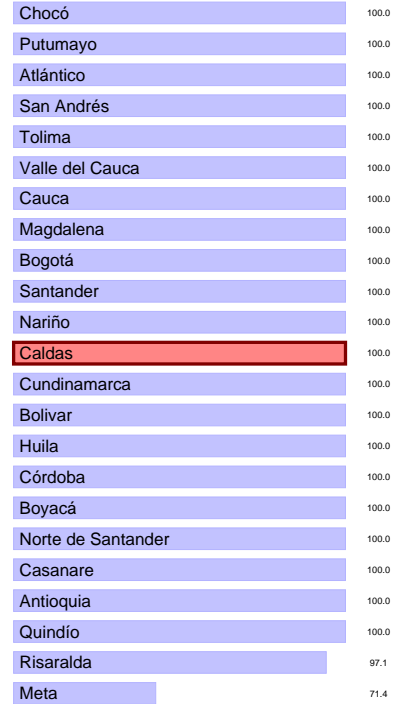 Chocó 100.0
Putumayo 100.0
Atlántico 100.0
San Andrés 100.0
Tolima 100.0
Valle del Cauca 100.0
Cauca 100.0
Magdalena 100.0
Bogotá 100.0
Santander 100.0
Nariño 100.0
Caldas 100.0
Cundinamarca 100.0
Bolivar 100.0
Huila 100.0
Córdoba 100.0
Boyacá 100.0
Norte de Santander 100.0
Casanare 100.0
Antioquia 100.0
Quindío 100.0
Risaralda 97.1
Meta 71.4